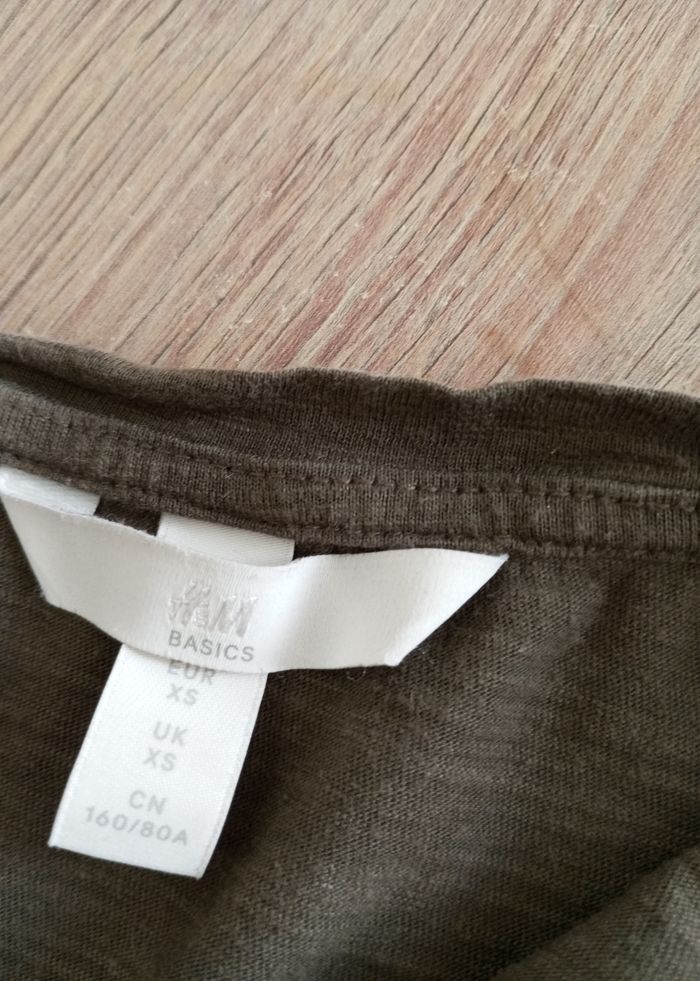 H&M
BASICS
EUR
XS
UK
XS
CN
160/80A